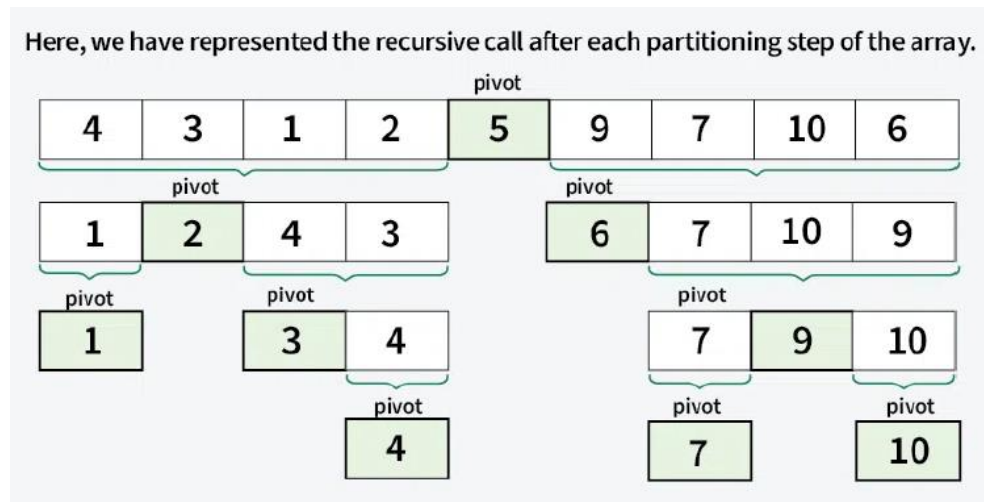 Here, we have represented the recursive call after each partitioning step of the array.
pivot
4 3 1 2 5 9 7 10 6
pivot pivot
1 2 4 3 6 7 10 9
pivot pivot pivot
1 3 4 7 9 10
pivot pivot pivot
4 7 10